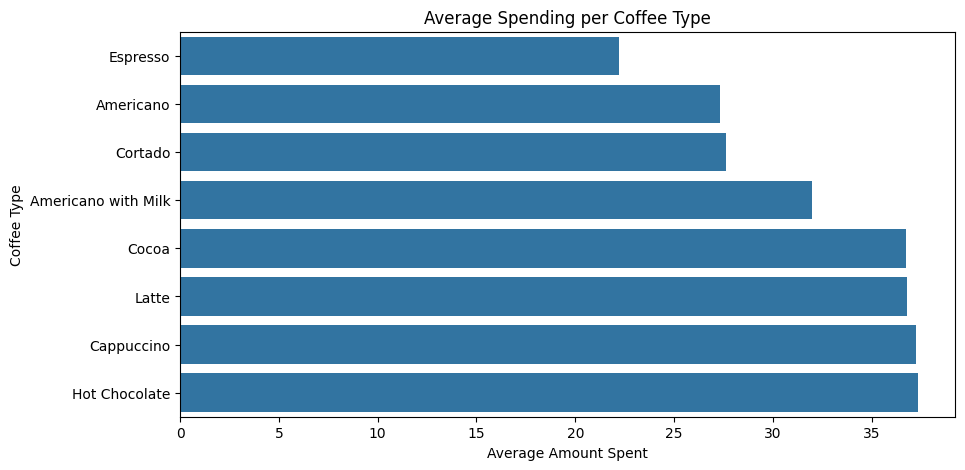 Average Spending per Coffee Type
Coffee Type
Espresso
Americano
Cortado
Americano with Milk
Cocoa
Latte
Cappuccino
Hot Chocolate
0 5 10 15 20 25 30 35
Average Amount Spent